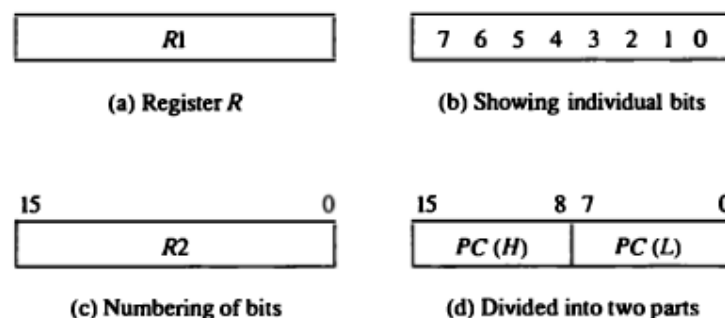 R1
7 6 5 4 3 2 1 0
(a) Register R
(b) Showing individual bits
15 0
15 8 7 0
R2
PC (H) PC (L)
(c) Numbering of bits
(d) Divided into two parts